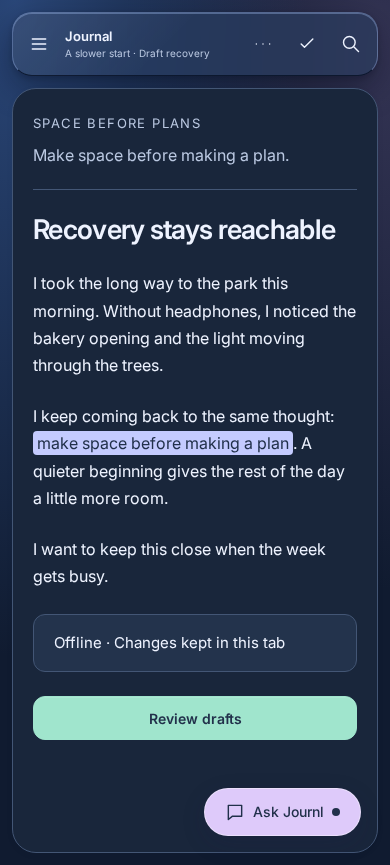 Journal
A slower start · Draft recovery
SPACE BEFORE PLANS
Make space before making a plan.
Recovery stays reachable
I took the long way to the park this
morning. Without headphones, I noticed the
bakery opening and the light moving
through the trees.
I keep coming back to the same thought:
make space before making a plan. A
quieter beginning gives the rest of the day
a little more room.
I want to keep this close when the week
gets busy.
Offline · Changes kept in this tab
Review drafts
Ask Journl